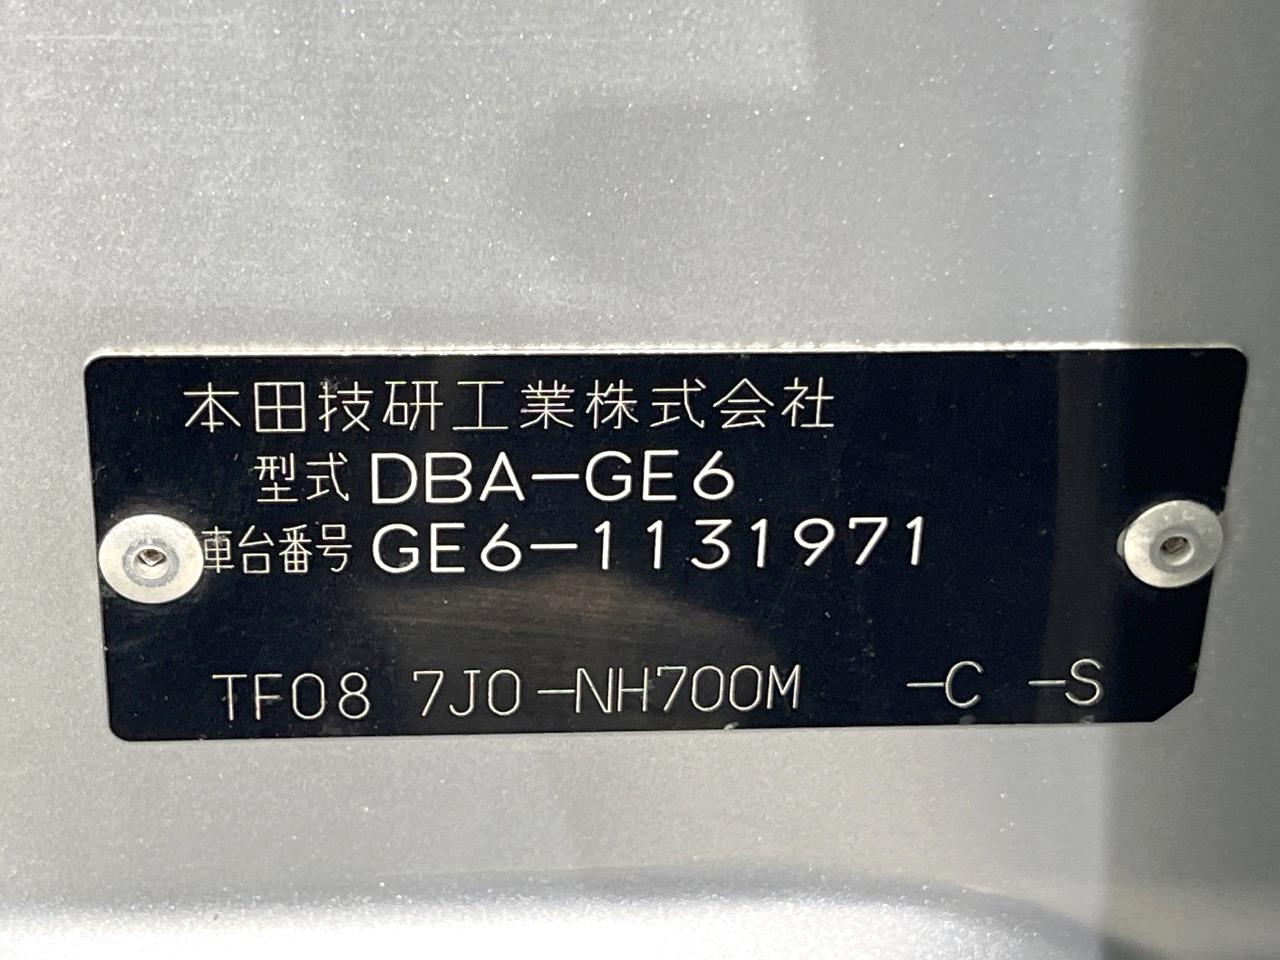 本田技研工業株式会社
型式 DBA-GE6
車台番号 GE6-1131971
TF08 7J0-NH700M -C -S